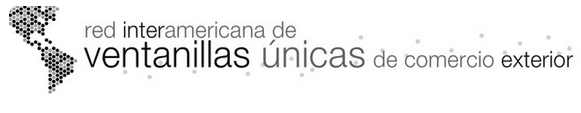 red interamericana de
ventanillas únicas de comercio exterior